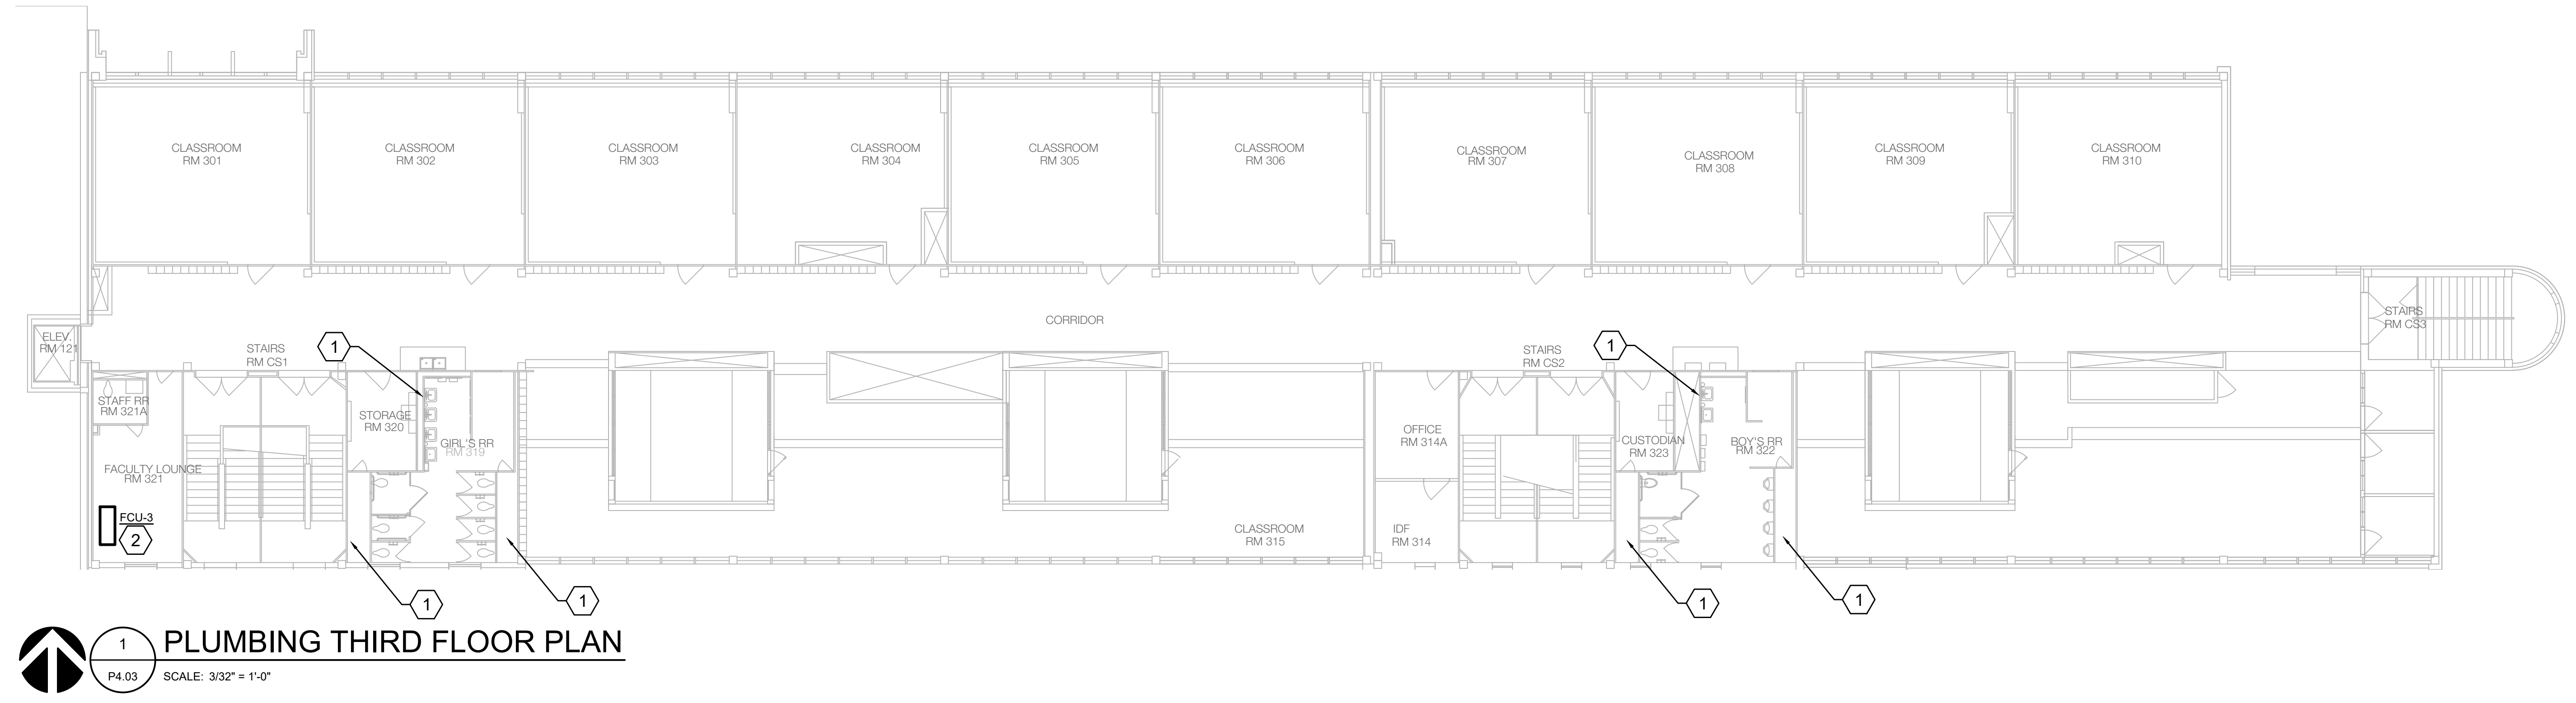 CLASSROOM
RM 301
CLASSROOM
RM 302
CLASSROOM
RM 303
CLASSROOM
RM 304
CLASSROOM
RM 305
CLASSROOM
RM 306
CLASSROOM
RM 307
CLASSROOM
RM 308
CLASSROOM
RM 309
CLASSROOM
RM 310
CORRIDOR
ELEV.
RM 121
STAIRS
RM CS1
1
STAIRS
RM CS2
1
STAIRS
RM CS3
STAFF RR
RM 321A
STORAGE
RM 320
GIRL'S RR
RM 319
FACULTY LOUNGE
RM 321
FCU-3
2
OFFICE
RM 314A
CUSTODIAN
RM 323
BOY'S RR
RM 322
CLASSROOM
RM 315
IDF
RM 314
1
1
1
1
1
P4.03
PLUMBING THIRD FLOOR PLAN
SCALE: 3/32" = 1'-0"